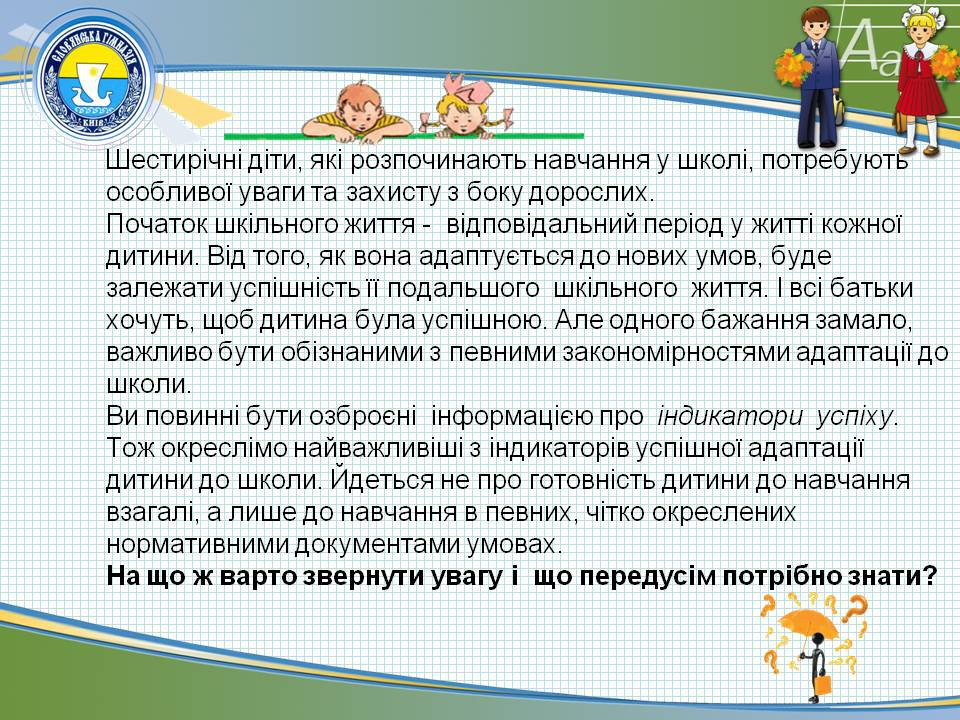 СЛОВ'ЯНСЬКА ГІМНАЗІЯ
КИЇВ
Аа
Шестирічні діти, які розпочинають навчання у школі, потребують
особливої уваги та захисту з боку дорослих.
Початок шкільного життя - відповідальний період у житті кожної
дитини. Від того, як вона адаптується до нових умов, буде
залежати успішність її подальшого шкільного життя. І всі батьки
хочуть, щоб дитина була успішною. Але одного бажання замало,
важливо бути обізнаними з певними закономірностями адаптації до
школи.
Ви повинні бути озброєні інформацією про індикатори успіху.
Тож окреслімо найважливіші з індикаторів успішної адаптації
дитини до школи. Йдеться не про готовність дитини до навчання
взагалі, а лише до навчання в певних, чітко окреслених
нормативними документами умовах.
На що ж варто звернути увагу і що передусім потрібно знати?